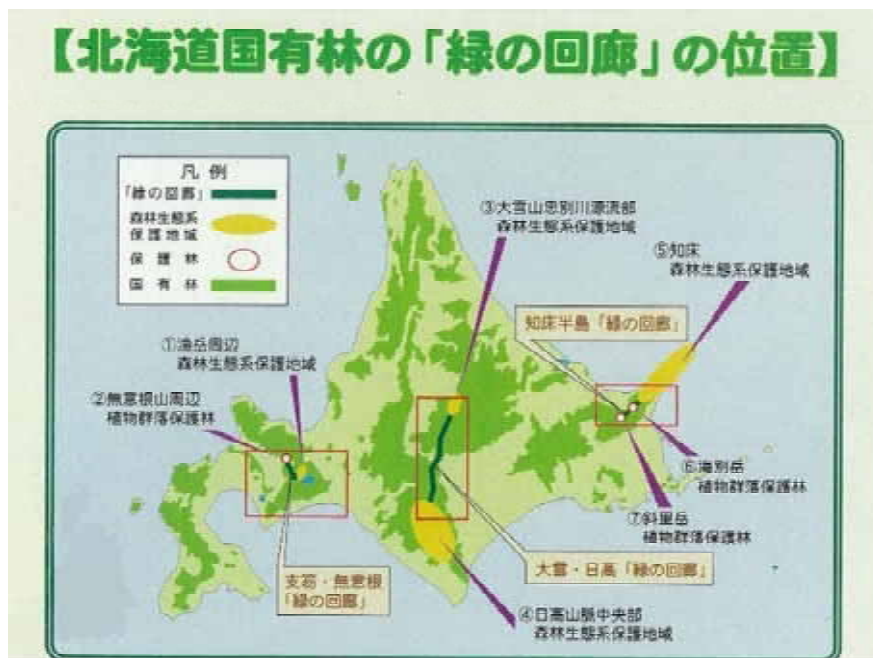 【北海道国有林の「緑の回廊」の位置】
凡例
「緑の回廊」
森林生態系
保護地域
保護林
国有林
③大雪山忠別川源流部
森林生態系保護地域
⑤知床
森林生態系保護地域
知床半島「緑の回廊」
①漁岳周辺
森林生態系保護地域
②無意根山周辺
植物群落保護林
⑥海別岳
植物群落保護林
⑦斜里岳
植物群落保護林
支笏・無意根
「緑の回廊」
大雪・日高「緑の回廊」
④日高山脈中央部
森林生態系保護地域